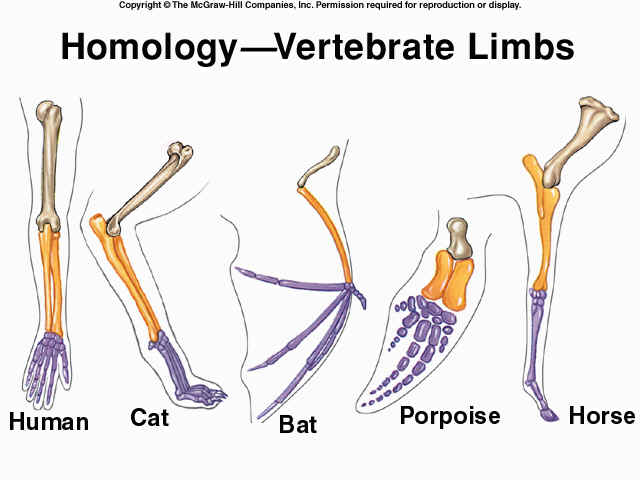 Copyright © The McGraw-Hill Companies, Inc. Permission required for reproduction or display.
Homology—Vertebrate Limbs
Human
Cat
Bat
Porpoise
Horse